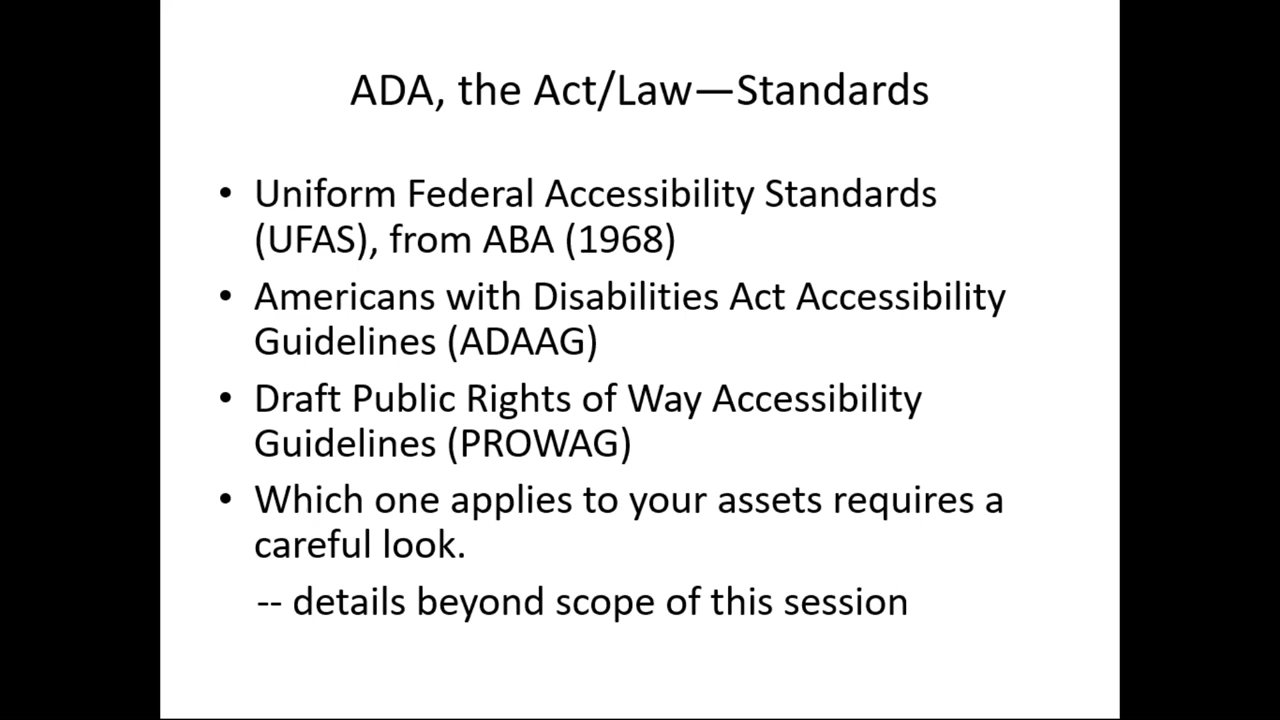 ADA, the Act/Law—Standards
• Uniform Federal Accessibility Standards
(UFAS), from ABA (1968)
• Americans with Disabilities Act Accessibility
Guidelines (ADAAG)
• Draft Public Rights of Way Accessibility
Guidelines (PROWAG)
• Which one applies to your assets requires a
careful look.
-- details beyond scope of this session